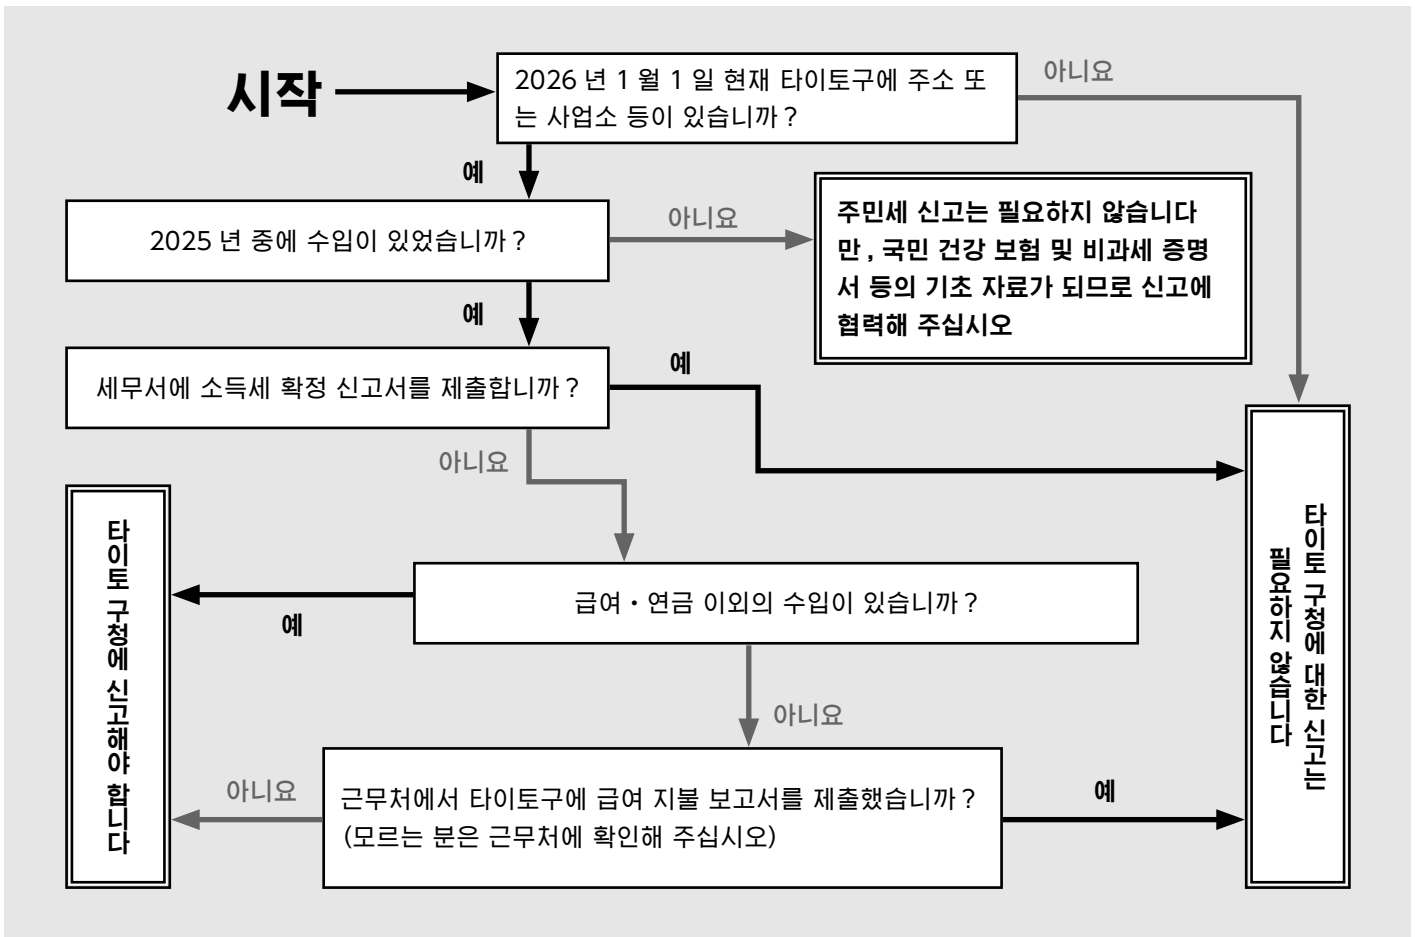 시작
2026 년 1 월 1 일 현재 타이토구에 주소 또
는 사업소 등이 있습니까 ?
아니요
예
2025 년 중에 수입이 있었습니까 ?
아니요
주민세 신고는 필요하지 않습니다
만 , 국민 건강 보험 및 비과세 증명
서 등의 기초 자료가 되므로 신고에
협력해 주십시오
예
세무서에 소득세 확정 신고서를 제출합니까 ?
예
아니요
급여・연금 이외의 수입이 있습니까 ?
예
타이토 구청에 신고해야 합니다
타이토 구청에 대한 신고는
필요하지 않습니다
아니요
근무처에서 타이토구에 급여 지불 보고서를 제출했습니까 ?
(모르는 분은 근무처에 확인해 주십시오)
아니요
예